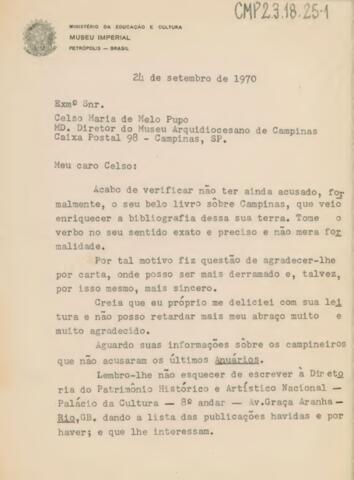 CMP2.3.18.25-1
MINISTÉRIO DA EDUCAÇÃO E CULTURA
MUSEU IMPERIAL
PETRÓPOLIS — BRASIL
24 de setembro de 1970
Exmº Snr.
Celso Maria de Melo Pupo
MD. Diretor do Museu Arquidiocesano de Campinas
Caixa Postal 98 - Campinas, SP.
Meu caro Celso:
Acabo de verificar não ter ainda acusado, for
malmente, o seu belo livro sôbre Campinas, que veio
enriquecer a bibliografia dessa sua terra. Tome o
verbo no seu sentido exato e preciso e não mera for
malidade.
Por tal motivo fiz questão de agradecer-lhe
por carta, onde posso ser mais derramado e, talvez,
por isso mesmo, mais sincero.
Creia que eu próprio me deliciei com sua lei
tura e não posso retardar mais meu abraço muito e
muito agradecido.
Aguardo suas informações sôbre os campineiros
que não acusaram os últimos Anuários.
Lembro-lhe não esquecer de escrever à Direto
ria do Patrimônio Histórico e Artístico Nacional —
Palácio da Cultura — 8º andar — Av.Graça Aranha—
Rio,GB. dando a lista das publicações havidas e por
haver; e que lhe interessam.